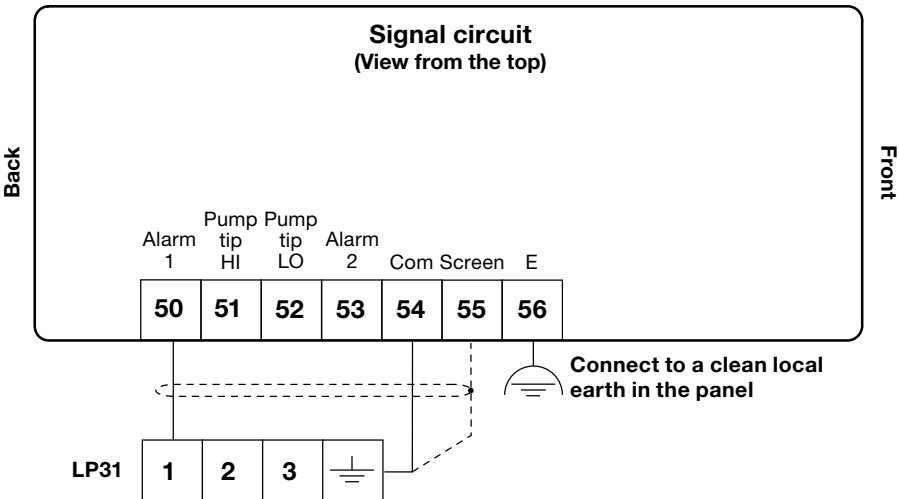 Signal circuit
(View from the top)
Back
Front
Alarm 1
Pump tip HI
Pump tip LO
Alarm 2
Com
Screen
E
50
51
52
53
54
55
56
Connect to a clean local
earth in the panel
LP31
1
2
3